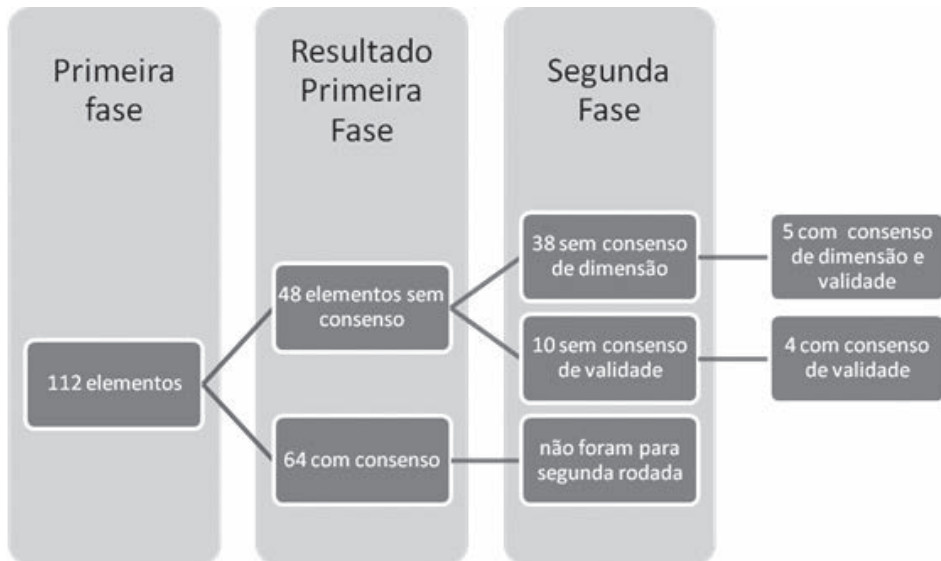 Primeira
fase
Resultado
Primeira
Fase
Segunda
Fase
112 elementos
48 elementos sem
consenso
64 com consenso
38 sem consenso
de dimensão
10 sem consenso
de validade
não foram para
segunda rodada
5 com consenso
de dimensão e
validade
4 com consenso
de validade